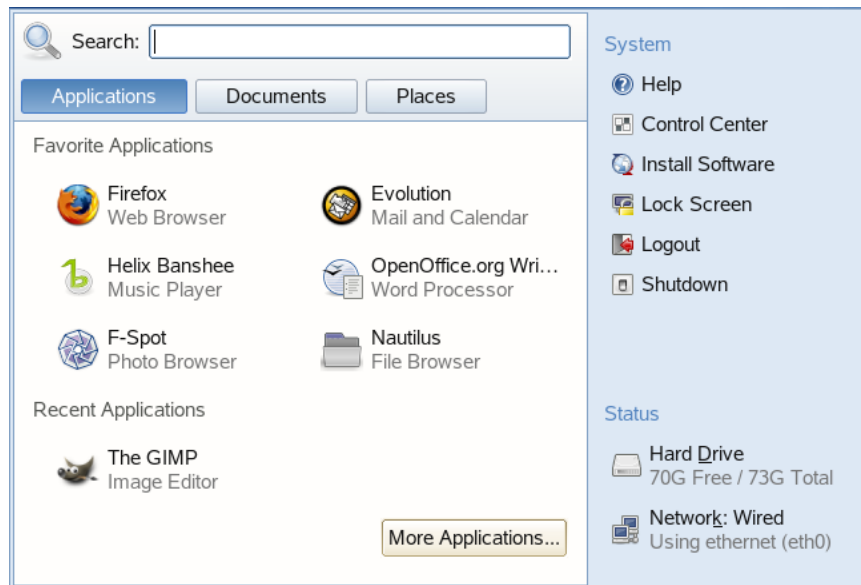 Search:
Applications
Documents
Places
Favorite Applications
Firefox
Web Browser
Evolution
Mail and Calendar
Helix Banshee
Music Player
OpenOffice.org Wri...
Word Processor
F-Spot
Photo Browser
Nautilus
File Browser
Recent Applications
The GIMP
Image Editor
More Applications...
System
Help
Control Center
Install Software
Lock Screen
Logout
Shutdown
Status
Hard Drive
70G Free / 73G Total
Network: Wired
Using ethernet (eth0)